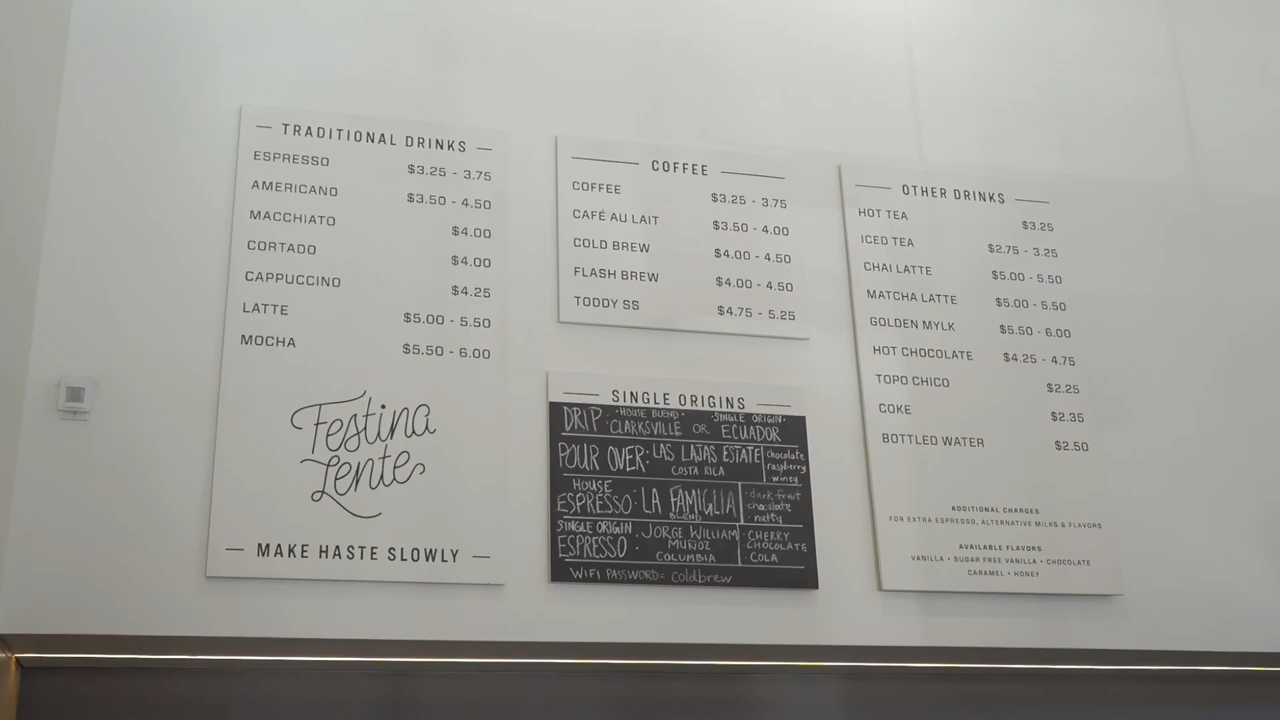 — TRADITIONAL DRINKS —
ESPRESSO $3.25 - 3.75
AMERICANO $3.50 - 4.50
MACCHIATO $4.00
CORTADO $4.00
CAPPUCCINO $4.25
LATTE $5.00 - 5.50
MOCHA $5.50 - 6.00
Festina
Lente
— MAKE HASTE SLOWLY —
COFFEE
COFFEE $3.25 - 3.75
CAFÉ AU LAIT $3.50 - 4.00
COLD BREW $4.00 - 4.50
FLASH BREW $4.00 - 4.50
TODDY SS $4.75 - 5.25
SINGLE ORIGINS
DRIP: ·HOUSE BLEND· CLARKSVILLE OR ·SINGLE ORIGIN· ECUADOR
POUR OVER: LAS LAJAS ESTATE
COSTA RICA
chocolate
raspberry
winey
HOUSE
ESPRESSO: LA FAMIGLIA
BLEND
·dark fruit
chocolate
·nutty
SINGLE ORIGIN
ESPRESSO: JORGE WILLIAM
MUÑOZ
COLUMBIA
·CHERRY
CHOCOLATE
·COLA
WIFI PASSWORD= coldbrew
OTHER DRINKS
HOT TEA $3.25
ICED TEA $2.75 - 3.25
CHAI LATTE $5.00 - 5.50
MATCHA LATTE $5.00 - 5.50
GOLDEN MYLK $5.50 - 6.00
HOT CHOCOLATE $4.25 - 4.75
TOPO CHICO $2.25
COKE $2.35
BOTTLED WATER $2.50
ADDITIONAL CHARGES
FOR EXTRA ESPRESSO, ALTERNATIVE MILKS & FLAVORS
AVAILABLE FLAVORS
VANILLA • SUGAR FREE VANILLA • CHOCOLATE
CARAMEL • HONEY